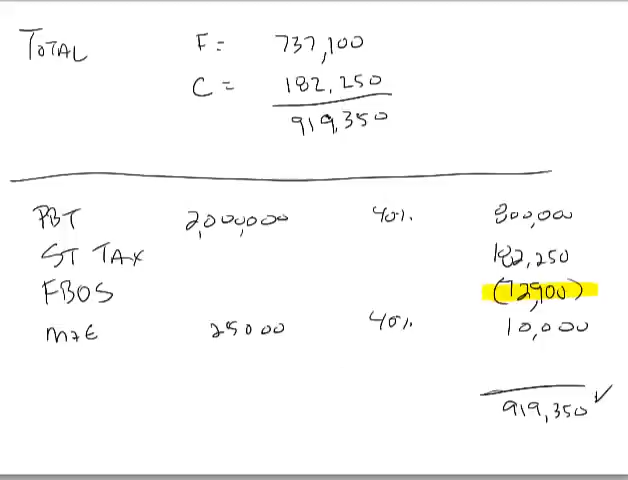 TOTAL F = 737,100
C = 182,250
919,350
PBT 2,000,000 40% 800,000
ST TAX 182,250
FBOS (72,900)
M+E 25000 40% 10,000
919,350 ✓